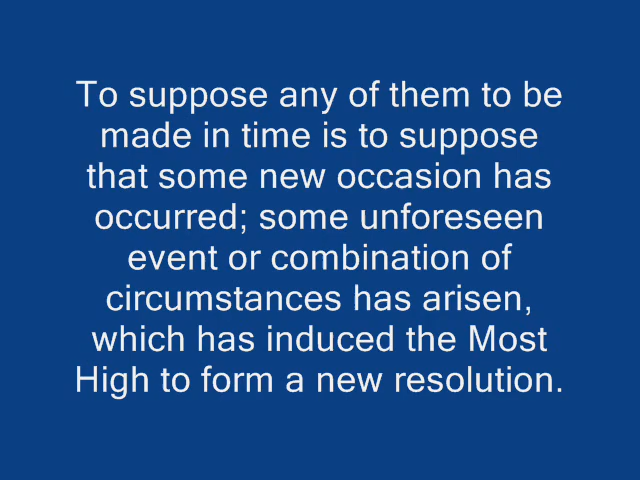 To suppose any of them to be
made in time is to suppose
that some new occasion has
occurred; some unforeseen
event or combination of
circumstances has arisen,
which has induced the Most
High to form a new resolution.